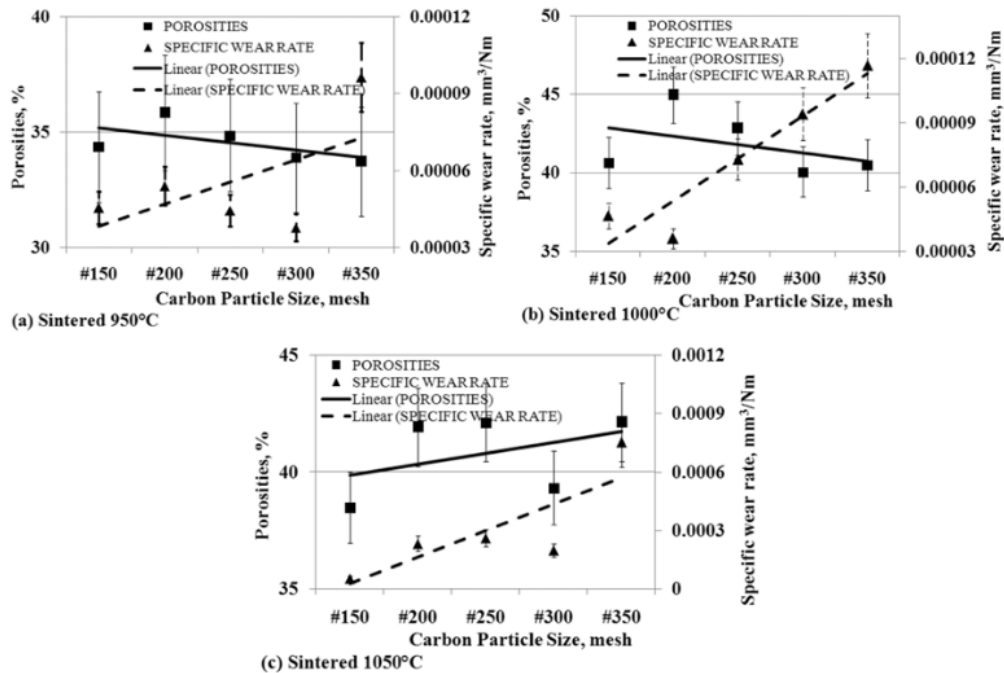 40
35
30
Porosities, %
POROSITIES
SPECIFIC WEAR RATE
Linear (POROSITIES)
Linear (SPECIFIC WEAR RATE)
0.00012
0.00009
0.00006
0.00003
Specific wear rate, mm³/Nm
#150 #200 #250 #300 #350
Carbon Particle Size, mesh
(a) Sintered 950°C
50
45
40
35
Porosities, %
POROSITIES
SPECIFIC WEAR RATE
Linear (POROSITIES)
Linear (SPECIFIC WEAR RATE)
0.00012
0.00009
0.00006
0.00003
Specific wear rate, mm³/Nm
#150 #200 #250 #300 #350
Carbon Particle Size, mesh
(b) Sintered 1000°C
45
40
35
Porosities, %
POROSITIES
SPECIFIC WEAR RATE
Linear (POROSITIES)
Linear (SPECIFIC WEAR RATE)
0.0012
0.0009
0.0006
0.0003
0
Specific wear rate, mm³/Nm
#150 #200 #250 #300 #350
Carbon Particle Size, mesh
(c) Sintered 1050°C